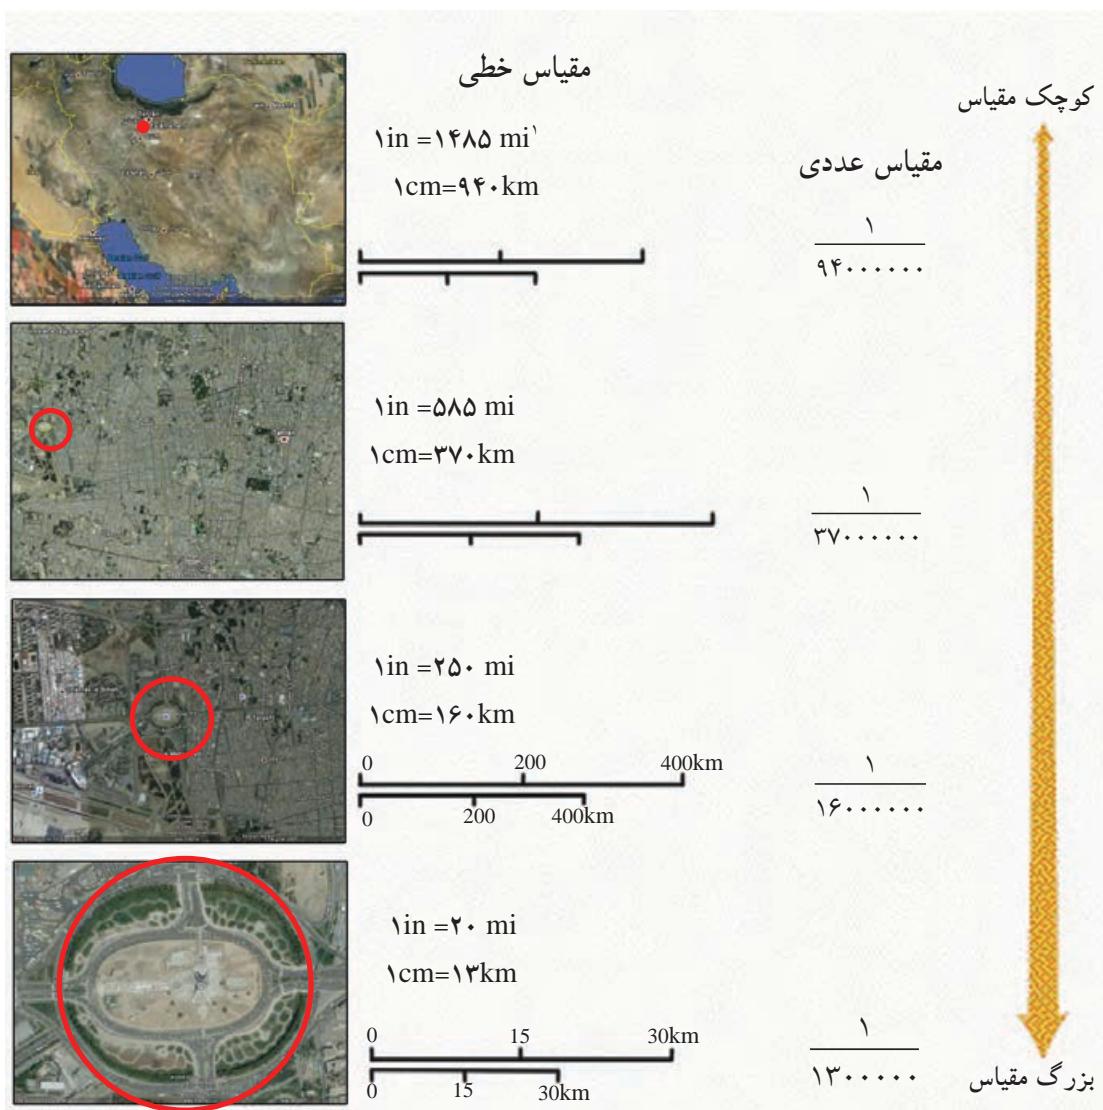 مقیاس خطی
کوچک مقیاس
مقیاس عددی
۱in =۱۴۸۵ mi۱
۱cm=۹۴۰km
۱
۹۴۰۰۰۰۰۰
۱in =۵۸۵ mi
۱cm=۳۷۰km
۱
۳۷۰۰۰۰۰۰
۱in =۲۵۰ mi
۱cm=۱۶۰km
0 200 400km
0 200 400km
۱
۱۶۰۰۰۰۰۰
۱in =۲۰ mi
۱cm=۱۳km
0 15 30km
0 15 30km
۱
۱۳۰۰۰۰۰
بزرگ مقیاس